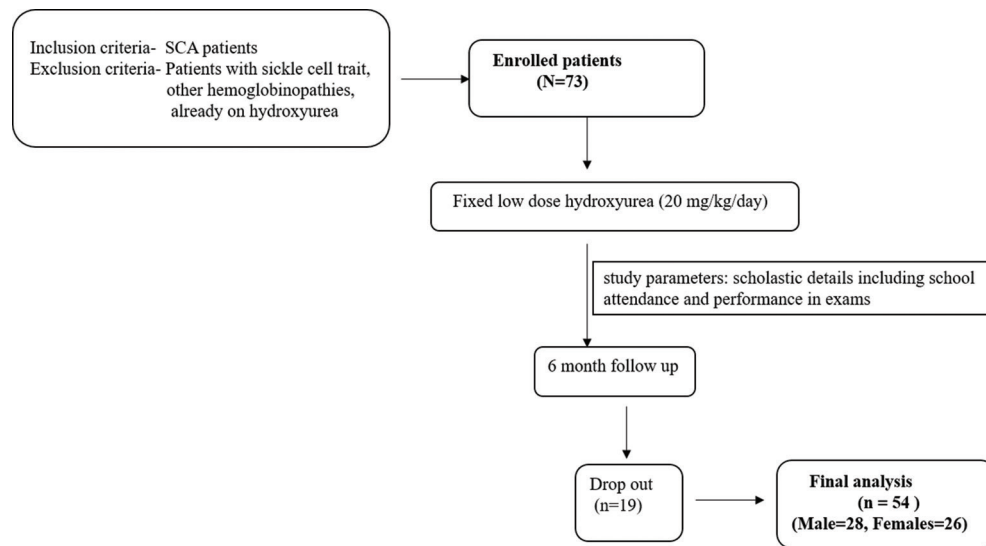 Inclusion criteria- SCA patients
Exclusion criteria- Patients with sickle cell trait,
other hemoglobinopathies,
already on hydroxyurea
Enrolled patients
(N=73)
Fixed low dose hydroxyurea (20 mg/kg/day)
study parameters: scholastic details including school
attendance and performance in exams
6 month follow up
Drop out
(n=19)
Final analysis
(n = 54 )
(Male=28, Females=26)